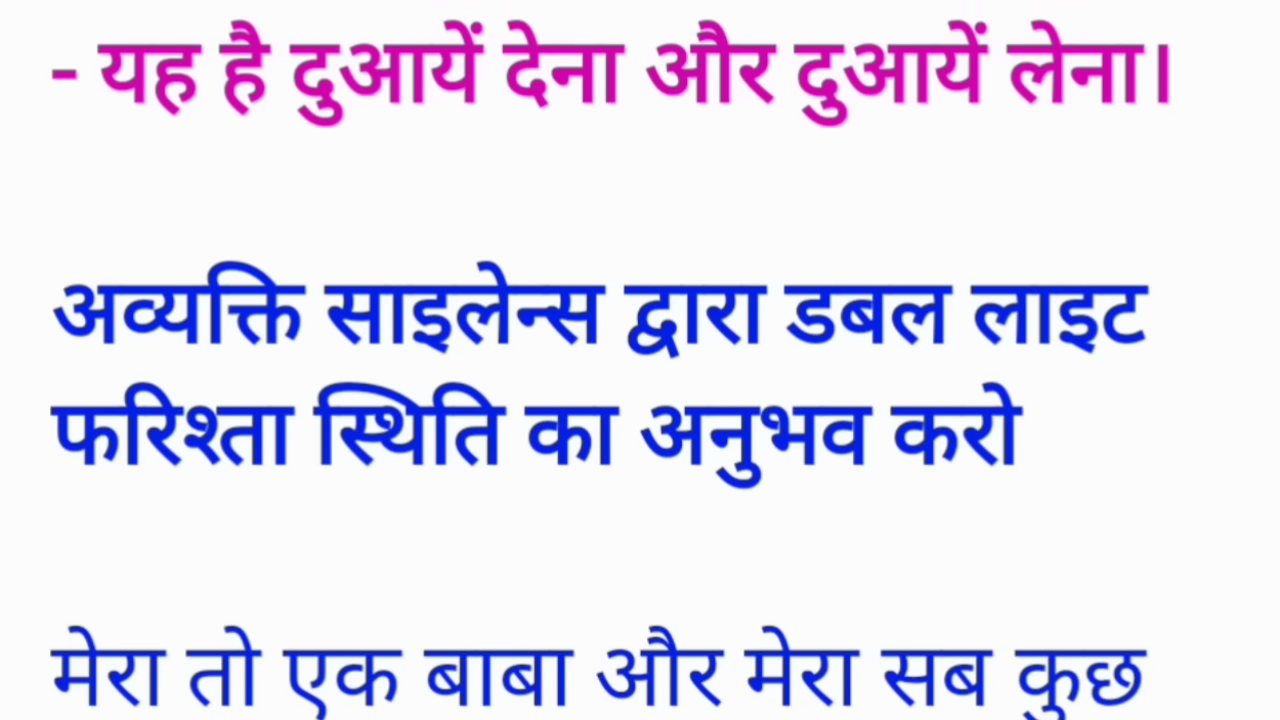 - यह है दुआयें देना और दुआयें लेना।
अव्यक्ति साइलेन्स द्वारा डबल लाइट
फरिश्ता स्थिति का अनुभव करो
मेरा तो एक बाबा और मेरा सब कुछ